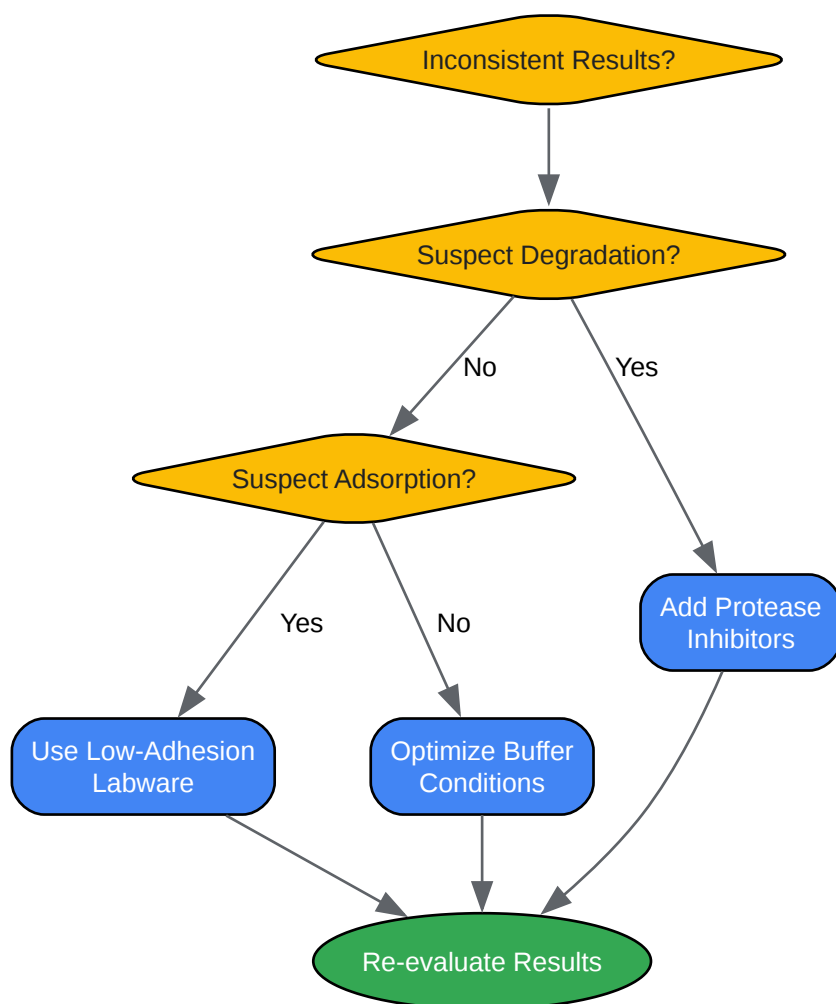 Inconsistent Results?
Suspect Degradation?
No
Yes
Suspect Adsorption?
Yes
No
Add Protease
Inhibitors
Use Low-Adhesion
Labware
Optimize Buffer
Conditions
Re-evaluate Results